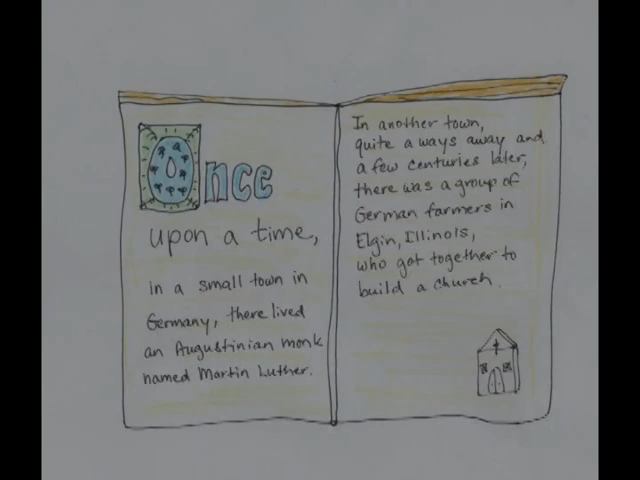 Once
upon a time,
in a small town in
Germany, there lived
an Augustinian monk
named Martin Luther.
In another town,
quite a ways away and
a few centuries later,
there was a group of
German farmers in
Elgin, Illinois,
who got together to
build a church.